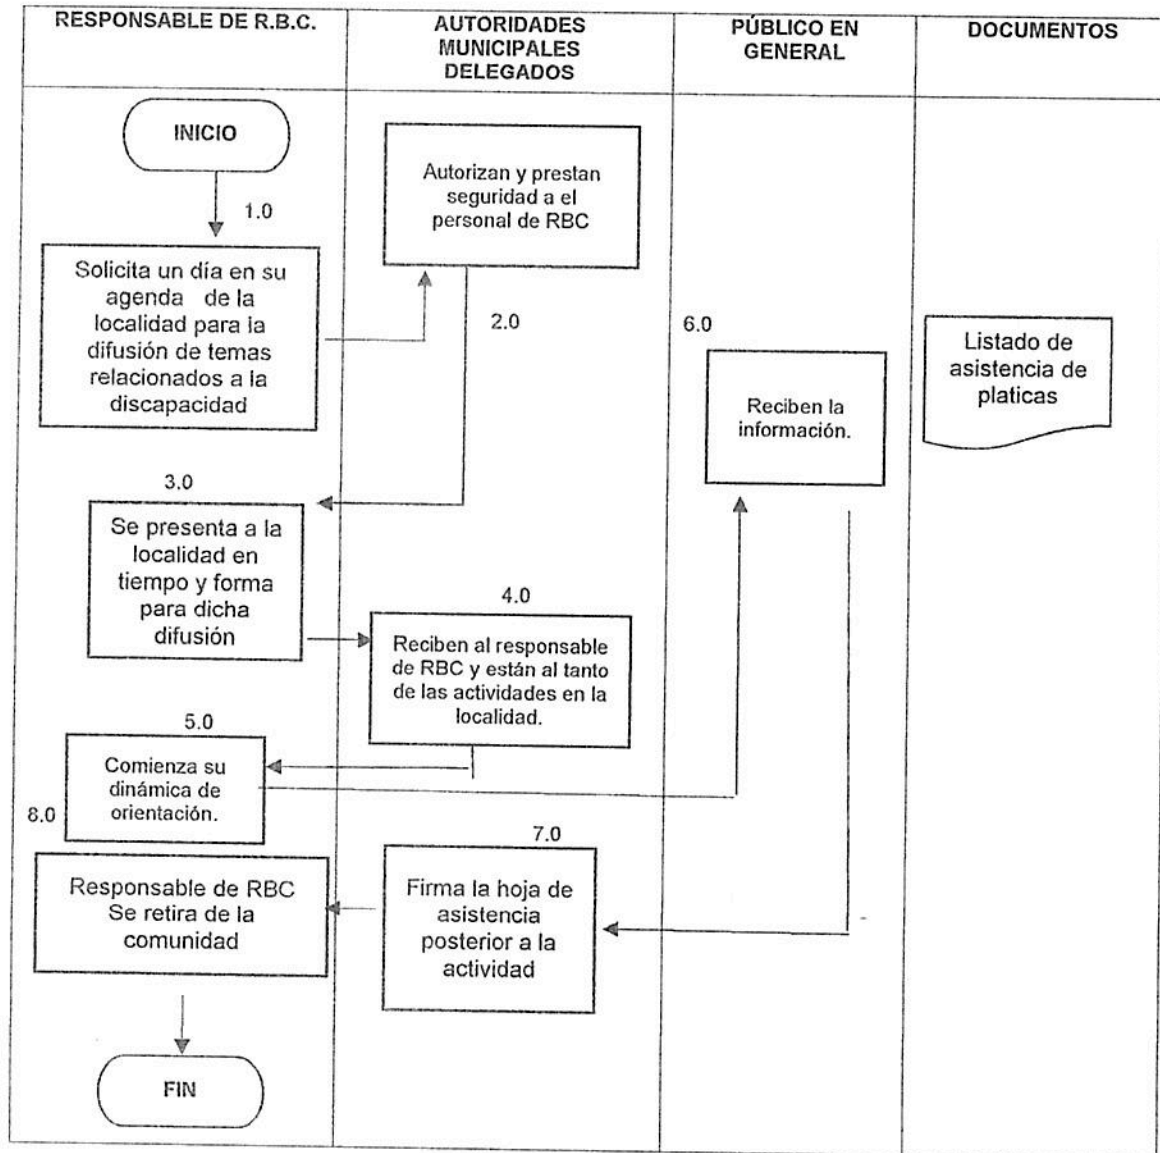 RESPONSABLE DE R.B.C.
AUTORIDADES
MUNICIPALES
DELEGADOS
PÚBLICO EN
GENERAL
DOCUMENTOS
INICIO
1.0
Solicita un día en su
agenda de la
localidad para la
difusión de temas
relacionados a la
discapacidad
Autorizan y prestan
seguridad a el
personal de RBC
2.0
3.0
Se presenta a la
localidad en
tiempo y forma
para dicha
difusión
4.0
Reciben al responsable
de RBC y están al tanto
de las actividades en la
localidad.
5.0
Comienza su
dinámica de
orientación.
6.0
Reciben la
información.
Listado de
asistencia de
platicas
7.0
Firma la hoja de
asistencia
posterior a la
actividad
8.0
Responsable de RBC
Se retira de la
comunidad
FIN